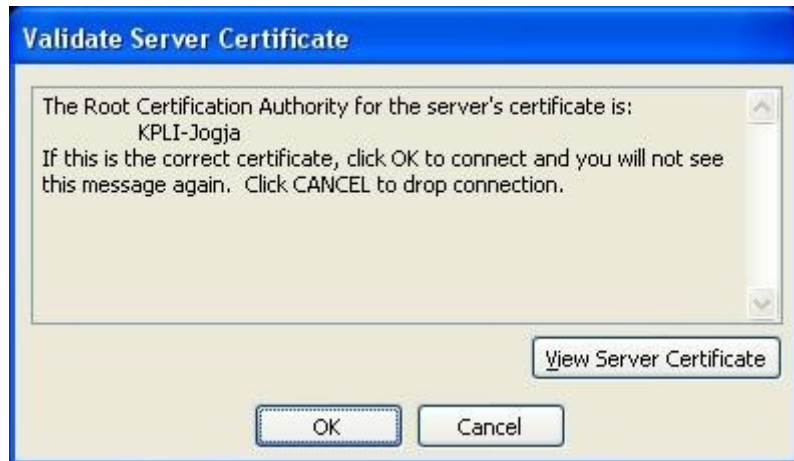 Validate Server Certificate
The Root Certification Authority for the server's certificate is:
KPLI-Jogja
If this is the correct certificate, click OK to connect and you will not see
this message again. Click CANCEL to drop connection.
View Server Certificate
OK
Cancel